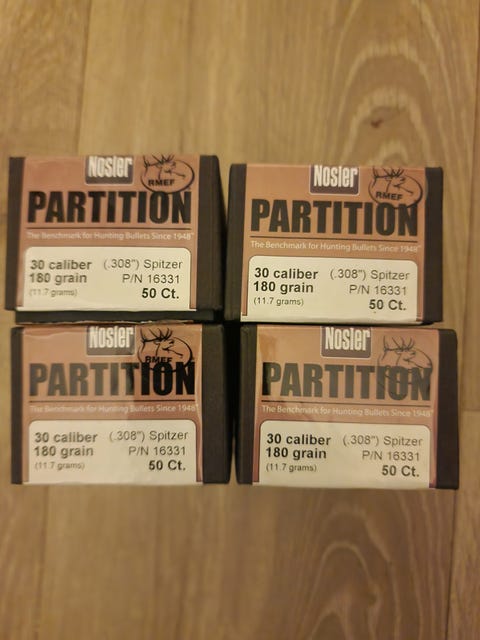 Nosler
RMEF
PARTITION
The Benchmark for Hunting Bullets Since 1948™
30 caliber (.308") Spitzer
180 grain P/N 16331
(11.7 grams) 50 Ct.
Nosler
RMEF
PARTITION
The Benchmark for Hunting Bullets Since 1948™
30 caliber (.308") Spitzer
180 grain P/N 16331
(11.7 grams) 50 Ct.
Nosler
RMEF
PARTITION
The Benchmark for Hunting Bullets Since 1948™
30 caliber (.308") Spitzer
180 grain P/N 16331
(11.7 grams) 50 Ct.
Nosler
PARTITION
The Benchmark for Hunting Bullets Since 1948™
30 caliber (.308") Spitzer
180 grain P/N 16331
(11.7 grams) 50 Ct.